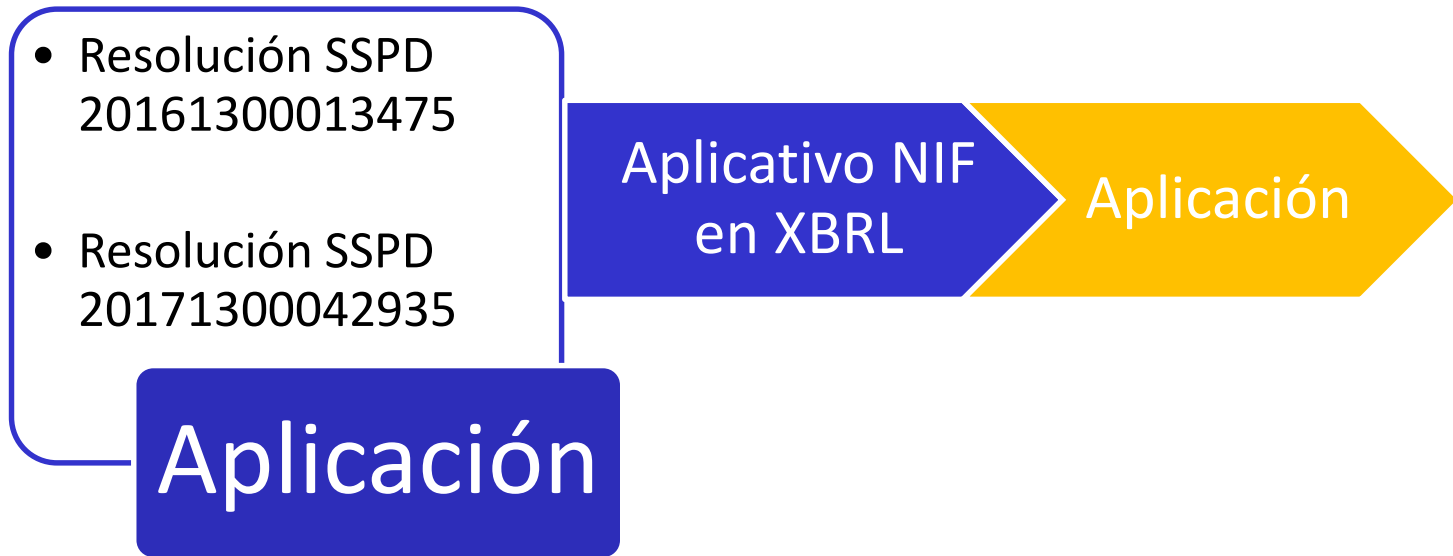 • Resolución SSPD
20161300013475
• Resolución SSPD
20171300042935
Aplicación
Aplicativo NIF
en XBRL
Aplicación